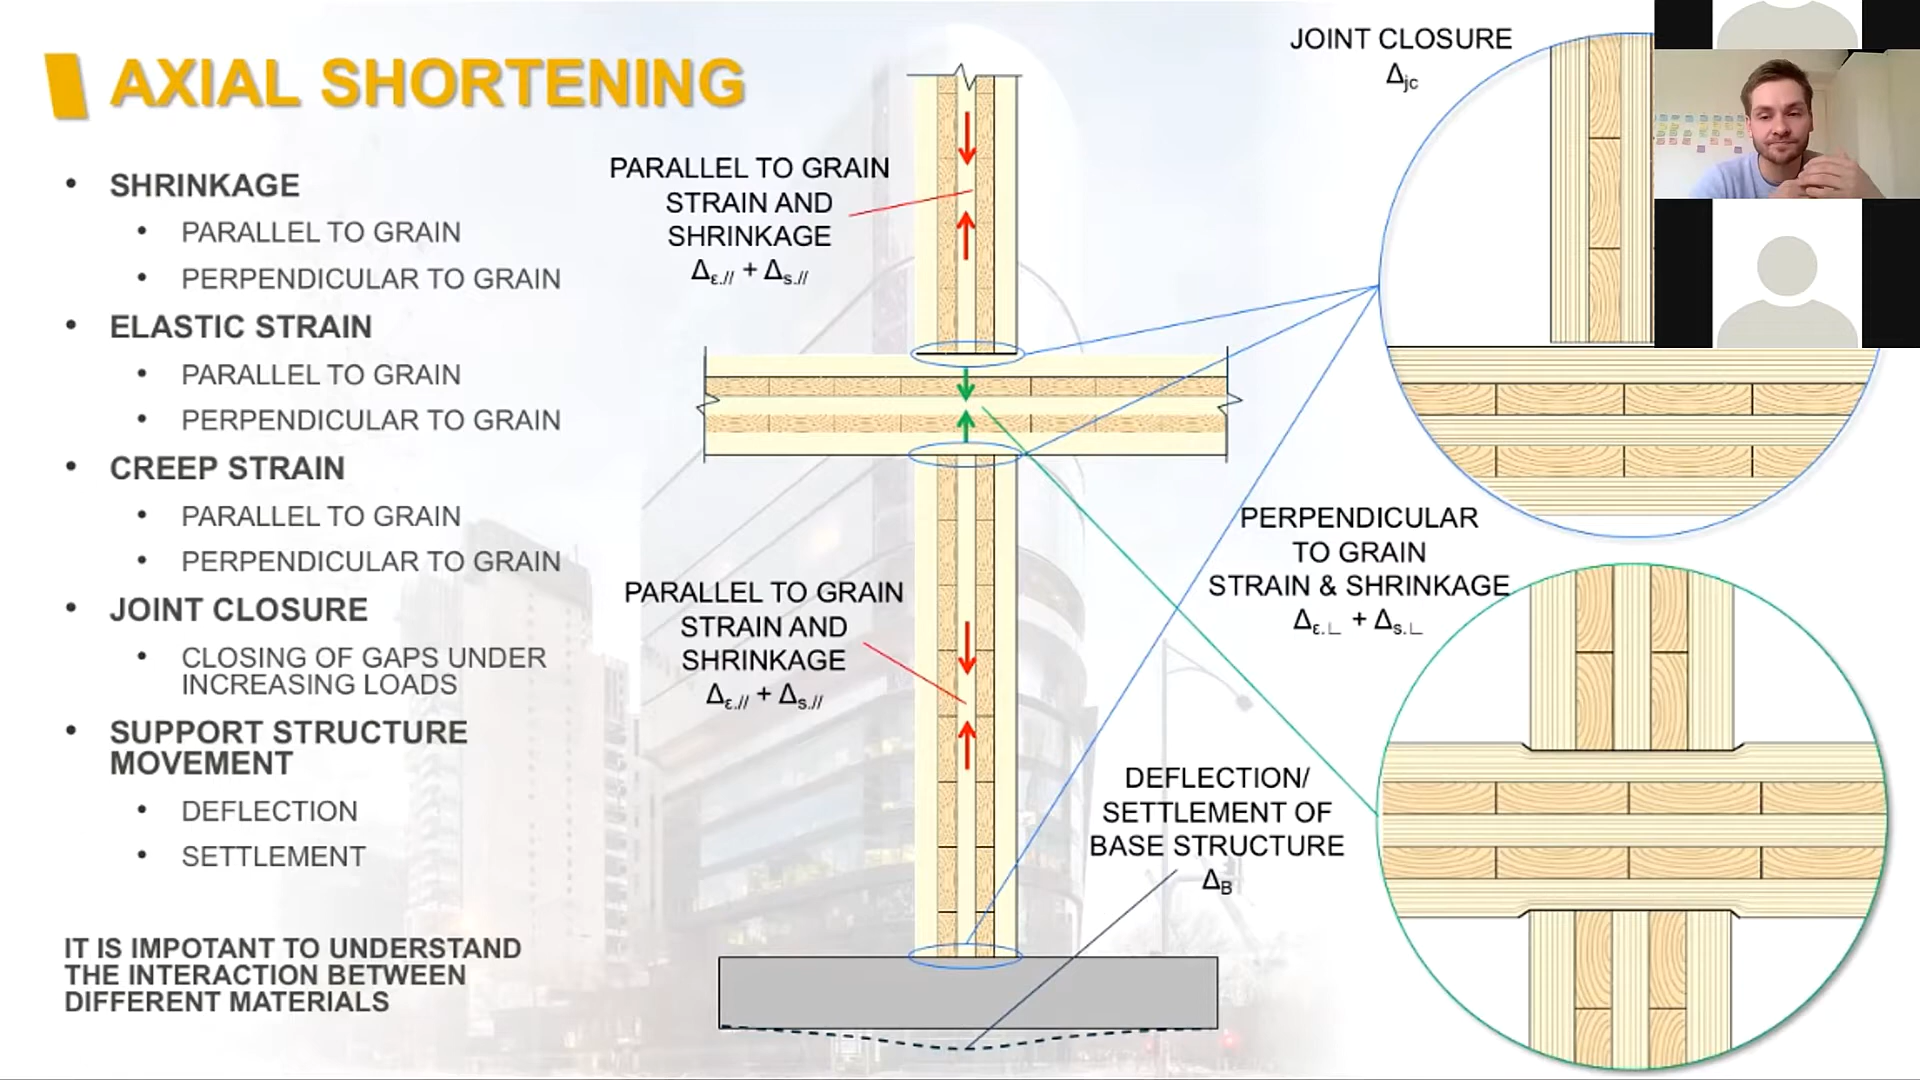 AXIAL SHORTENING
• SHRINKAGE
• PARALLEL TO GRAIN
• PERPENDICULAR TO GRAIN
• ELASTIC STRAIN
• PARALLEL TO GRAIN
• PERPENDICULAR TO GRAIN
• CREEP STRAIN
• PARALLEL TO GRAIN
• PERPENDICULAR TO GRAIN
• JOINT CLOSURE
• CLOSING OF GAPS UNDER
INCREASING LOADS
• SUPPORT STRUCTURE
MOVEMENT
• DEFLECTION
• SETTLEMENT
IT IS IMPOTANT TO UNDERSTAND
THE INTERACTION BETWEEN
DIFFERENT MATERIALS
PARALLEL TO GRAIN
STRAIN AND
SHRINKAGE
Δε.// + Δs.//
PARALLEL TO GRAIN
STRAIN AND
SHRINKAGE
Δε.// + Δs.//
JOINT CLOSURE
Δjc
PERPENDICULAR
TO GRAIN
STRAIN & SHRINKAGE
Δε.∟ + Δs.∟
DEFLECTION/
SETTLEMENT OF
BASE STRUCTURE
ΔB